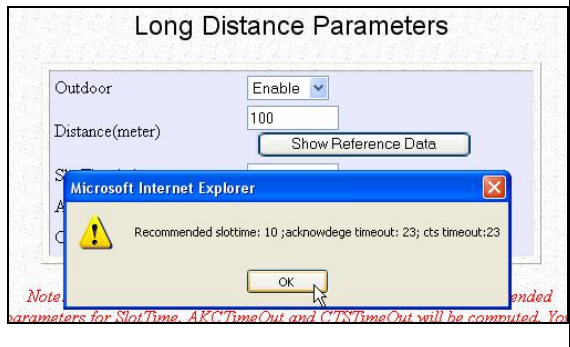 Long Distance Parameters
Outdoor Enable
Distance(meter) 100
Show Reference Data
Microsoft Internet Explorer
Recommended slottime: 10 ;acknowdege timeout: 23; cts timeout:23
OK
Note. ended
parameters for SlotTime, AKCTimeOut and CTSTimeOut will be computed. You